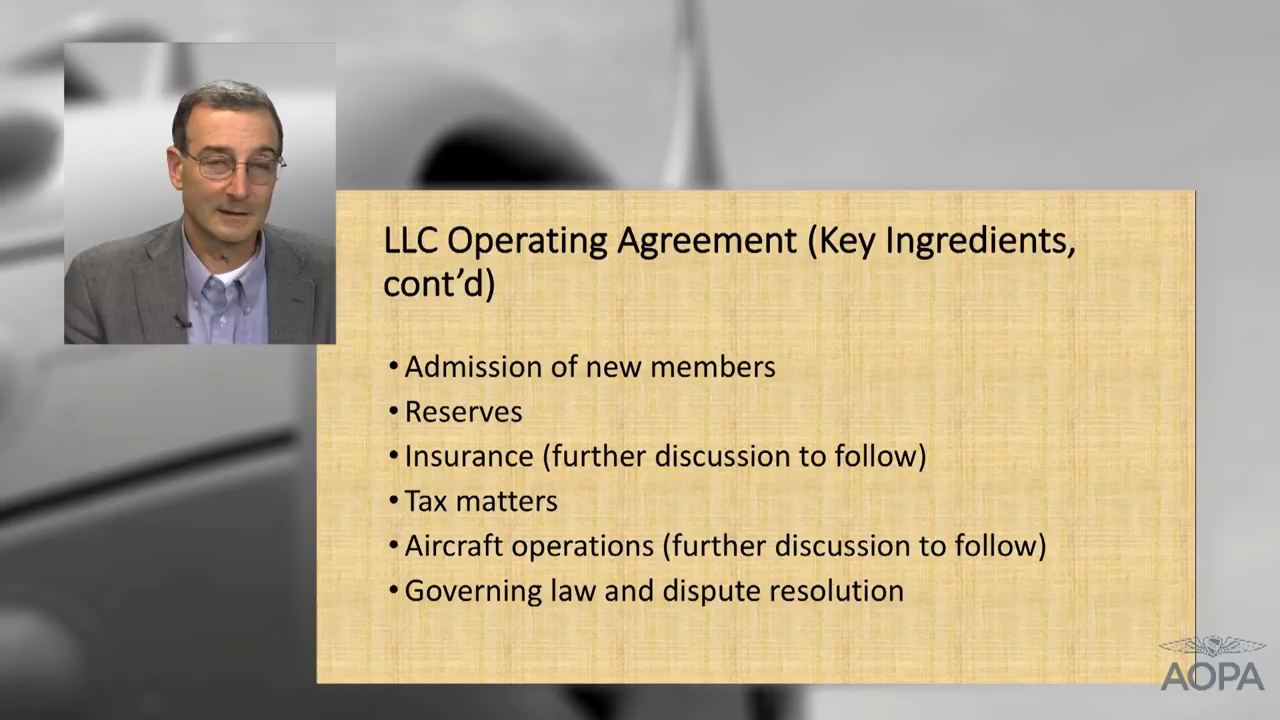 LLC Operating Agreement (Key Ingredients,
cont’d)
• Admission of new members
• Reserves
• Insurance (further discussion to follow)
• Tax matters
• Aircraft operations (further discussion to follow)
• Governing law and dispute resolution
AOPA